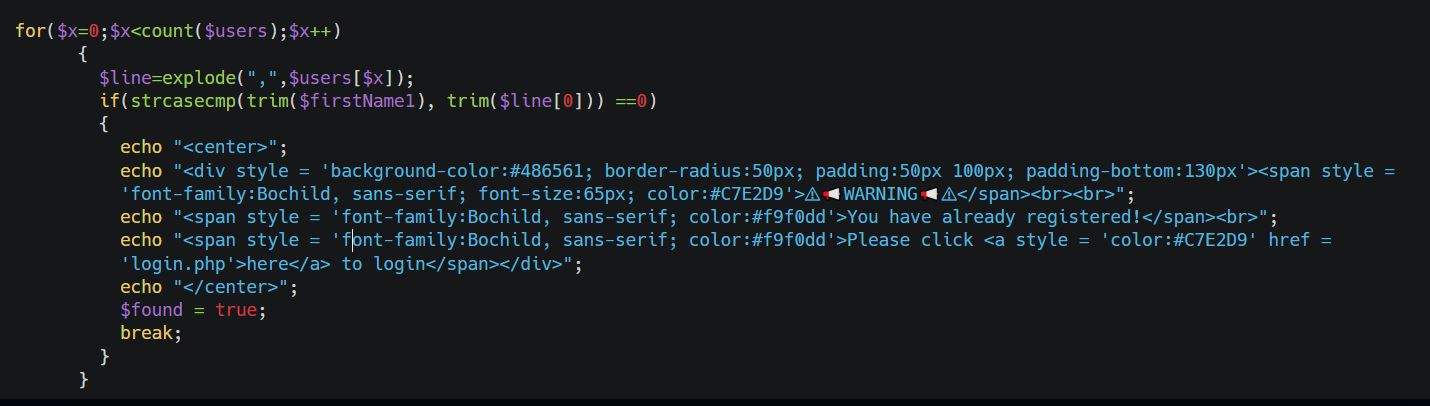 for($x=0;$x<count($users);$x++)
{
$line=explode(",",$users[$x]);
if(strcasecmp(trim($firstName1), trim($line[0])) ==0)
{
echo "<center>";
echo "<div style = 'background-color:#486561; border-radius:50px; padding:50px 100px; padding-bottom:130px'><span style =
'font-family:Bochild, sans-serif; font-size:65px; color:#C7E2D9'>⚠📢WARNING📢⚠</span><br><br>";
echo "<span style = 'font-family:Bochild, sans-serif; color:#f9f0dd'>You have already registered!</span><br>";
echo "<span style = 'font-family:Bochild, sans-serif; color:#f9f0dd'>Please click <a style = 'color:#C7E2D9' href =
'login.php'>here</a> to login</span></div>";
echo "</center>";
$found = true;
break;
}
}